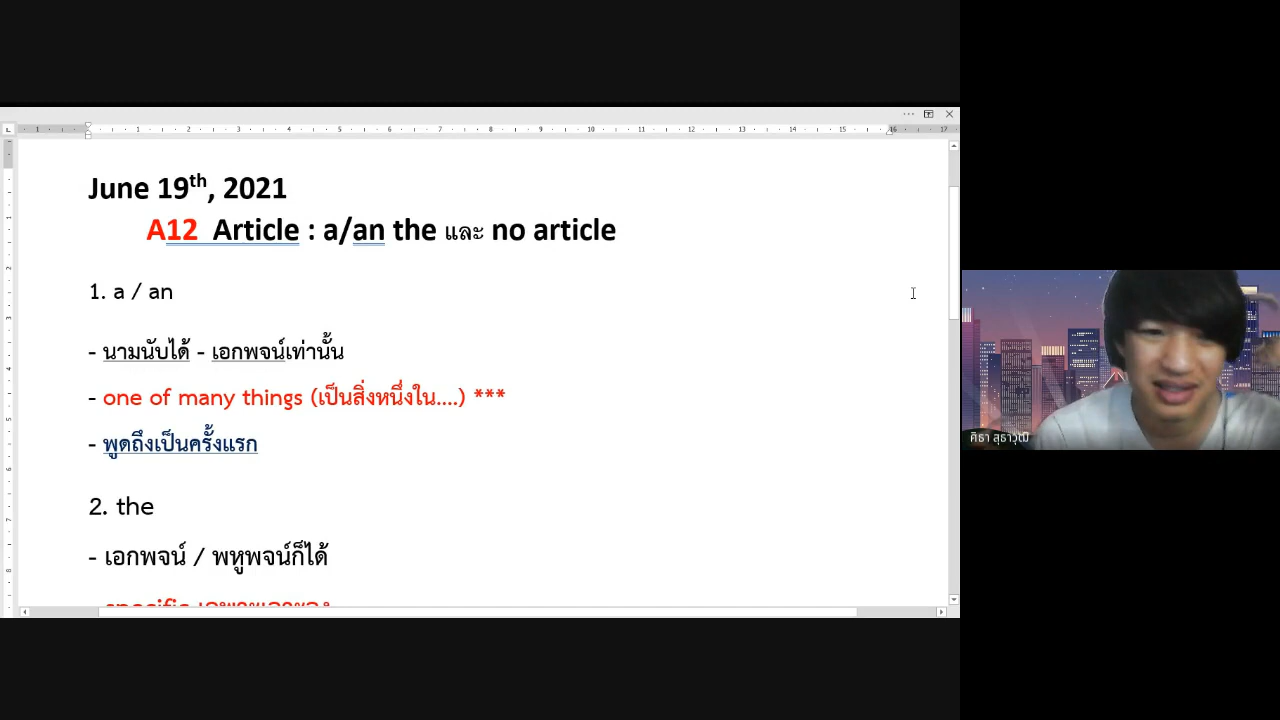 June 19th, 2021
A12 Article : a/an the และ no article
1. a / an
- นามนับได้ - เอกพจน์เท่านั้น
- one of many things (เป็นสิ่งหนึ่งใน....) ***
- พูดถึงเป็นครั้งแรก
2. the
- เอกพจน์ / พหูพจน์ก็ได้
specific เฉพาะเจาะจง
ศิธา สุธาวุฒิ